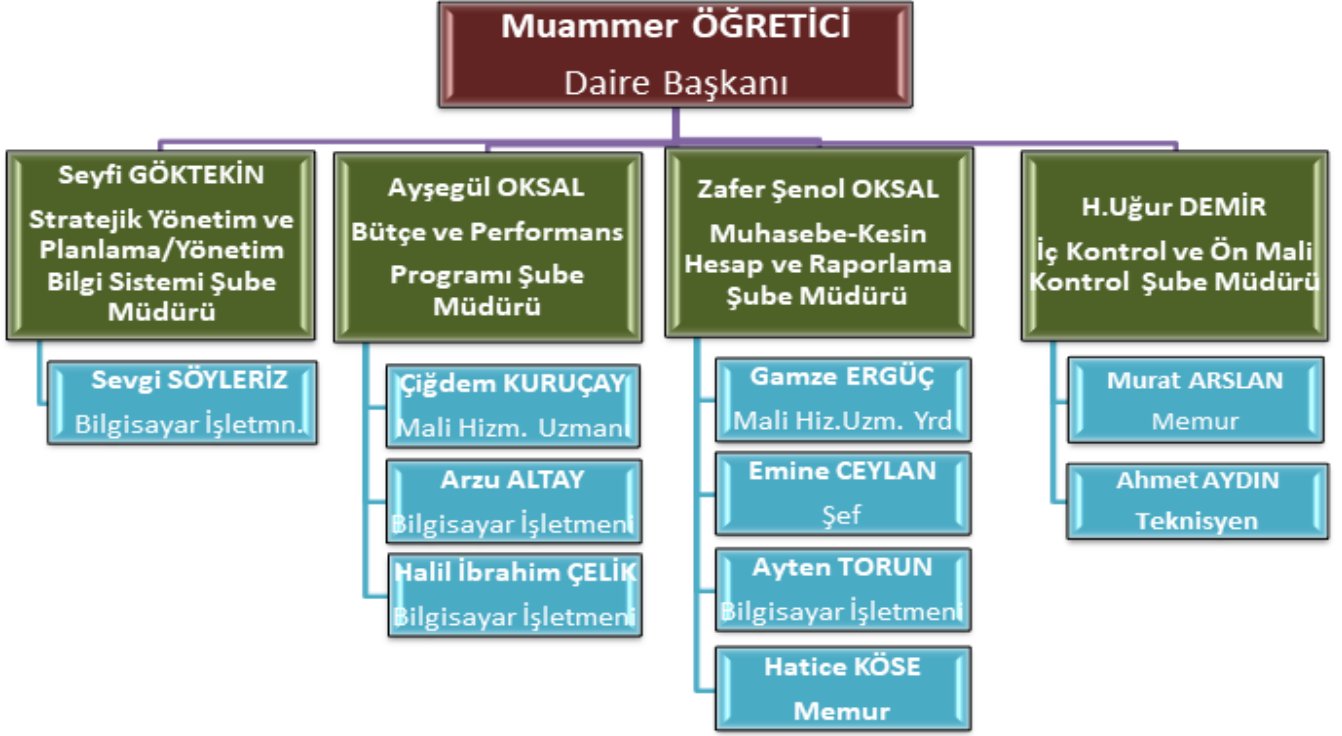 Muammer ÖĞRETİCİ
Daire Başkanı
Seyfi GÖKTEKİN
Stratejik Yönetim ve
Planlama/Yönetim
Bilgi Sistemi Şube
Müdürü
Sevgi SÖYLERİZ
Bilgisayar İşletmn.
Ayşegül OKSAL
Bütçe ve Performans
Programı Şube
Müdürü
Çiğdem KURUÇAY
Mali Hizm. Uzmanı
Arzu ALTAY
Bilgisayar İşletmeni
Halil İbrahim ÇELİK
Bilgisayar İşletmeni
Zafer Şenol OKSAL
Muhasebe-Kesin
Hesap ve Raporlama
Şube Müdürü
Gamze ERGÜÇ
Mali Hiz.Uzm. Yrd
Emine CEYLAN
Şef
Ayten TORUN
Bilgisayar İşletmeni
Hatice KÖSE
Memur
H.Uğur DEMİR
İç Kontrol ve Ön Mali
Kontrol Şube Müdürü
Murat ARSLAN
Memur
Ahmet AYDIN
Teknisyen